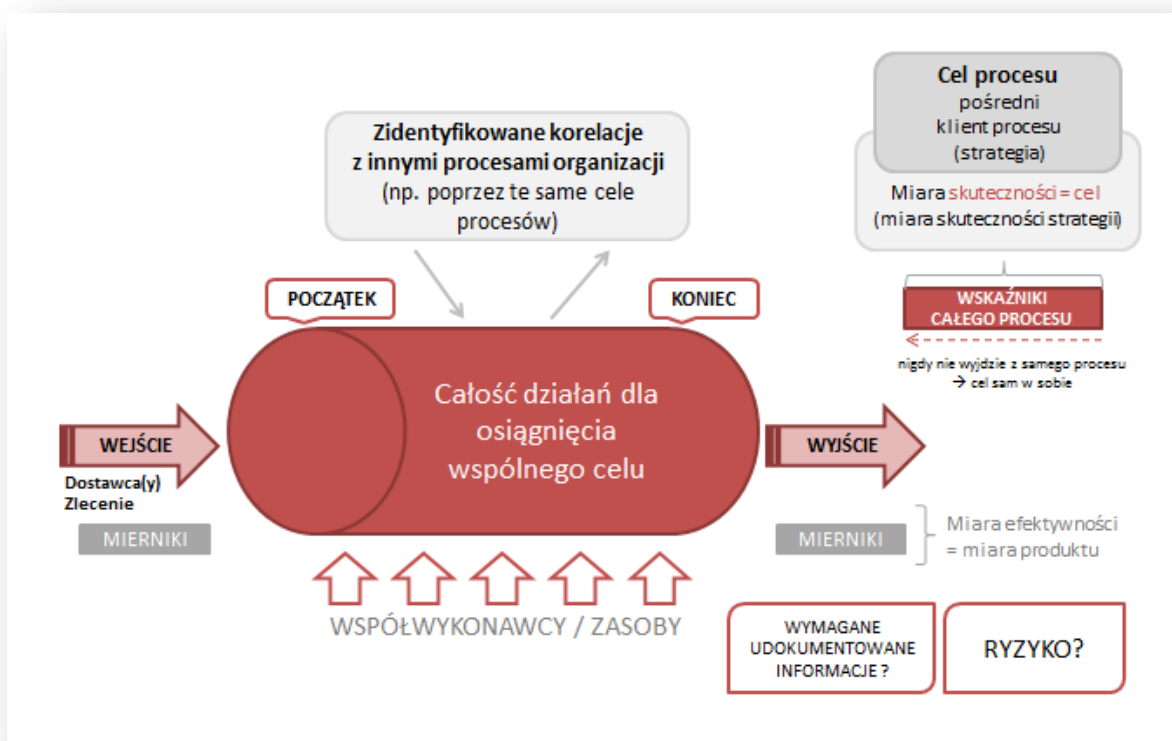 Cel procesu
pośredni
klient procesu
(strategia)
Miara skuteczności = cel
(miara skuteczności strategii)
Zidentyfikowane korelacje
z innymi procesami organizacji
(np. poprzez te same cele
procesów)
POCZĄTEK
KONIEC
WSKAŹNIKI
CAŁEGO PROCESU
nigdy nie wyjdzie z samego procesu
→ cel sam w sobie
Całość działań dla
osiągnięcia
wspólnego celu
WEJŚCIE
Dostawca(y)
Zlecenie
MIERNIKI
WYJŚCIE
MIERNIKI
Miara efektywności
= miara produktu
WSPÓŁWYKONAWCY / ZASOBY
WYMAGANE
UDOKUMENTOWANE
INFORMACJE ?
RYZYKO?